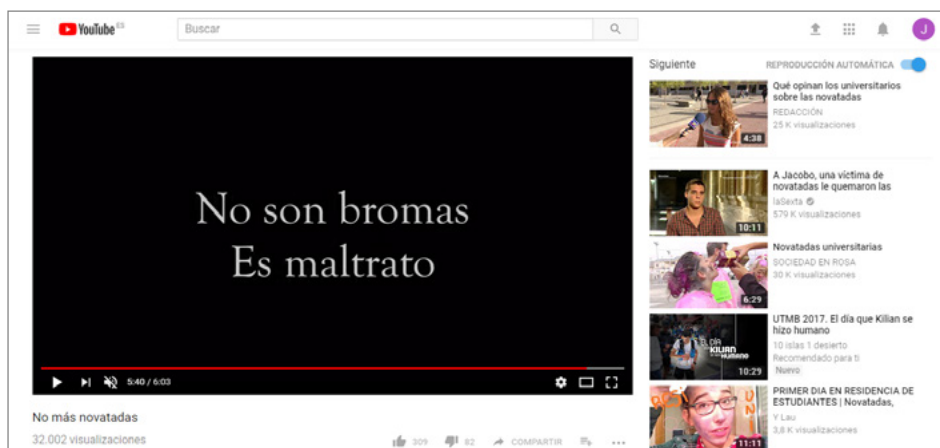 YouTube ES
Buscar
J
No son bromas
Es maltrato
5:40 / 6:03
No más novatadas
32.002 visualizaciones
309
82
COMPARTIR
Siguiente
REPRODUCCIÓN AUTOMÁTICA
4:38
Qué opinan los universitarios
sobre las novatadas
REDACCIÓN
25 K visualizaciones
10:11
A Jacobo, una víctima de
novatadas le quemaron las
laSexta
579 K visualizaciones
6:29
Novatadas universitarias
SOCIEDAD EN ROSA
30 K visualizaciones
EL DÍA
KILIAN
HUMANO
10:29
UTMB 2017. El día que Kilian se
hizo humano
10 islas 1 desierto
Recomendado para ti
Nuevo
11:11
PRIMER DIA EN RESIDENCIA DE
ESTUDIANTES | Novatadas,
Y Lau
3,8 K visualizaciones